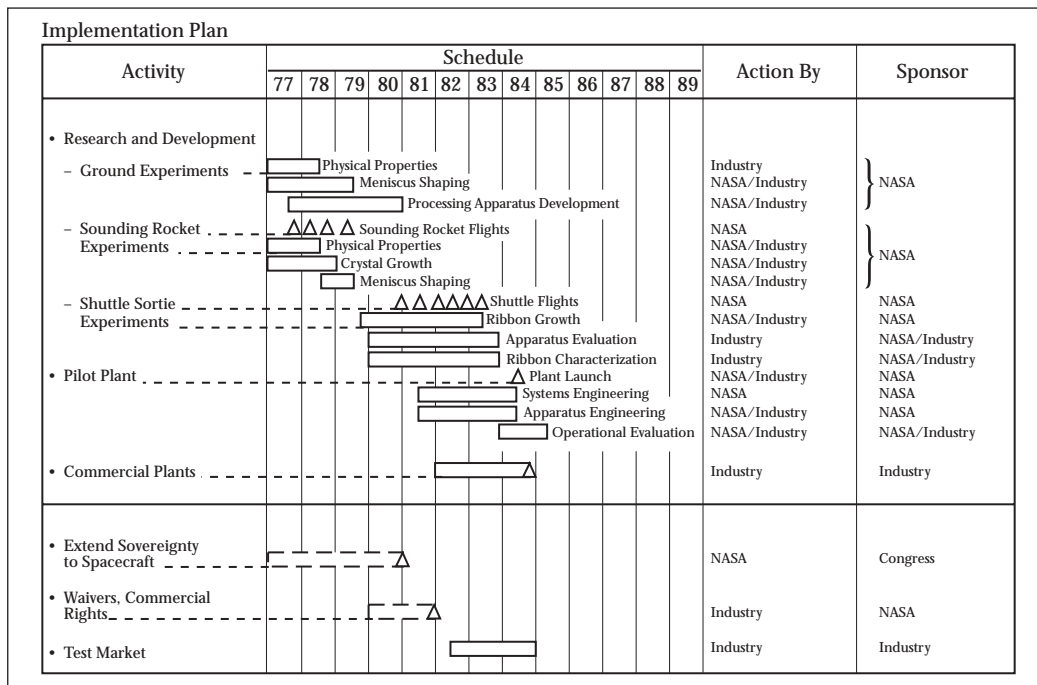 Implementation Plan
Activity Schedule Action By Sponsor
77 78 79 80 81 82 83 84 85 86 87 88 89
• Research and Development
– Ground Experiments Physical Properties Industry
Meniscus Shaping NASA/Industry NASA
Processing Apparatus Development NASA/Industry
– Sounding Rocket Sounding Rocket Flights NASA
Experiments Physical Properties NASA/Industry
Crystal Growth NASA/Industry NASA
Meniscus Shaping NASA/Industry
– Shuttle Sortie Shuttle Flights NASA NASA
Experiments Ribbon Growth NASA/Industry NASA
Apparatus Evaluation Industry NASA/Industry
Ribbon Characterization Industry NASA/Industry
• Pilot Plant Plant Launch NASA/Industry NASA
Systems Engineering NASA NASA
Apparatus Engineering NASA/Industry NASA
Operational Evaluation NASA/Industry NASA/Industry
• Commercial Plants Industry Industry
• Extend Sovereignty
to Spacecraft NASA Congress
• Waivers, Commercial
Rights Industry NASA
• Test Market Industry Industry